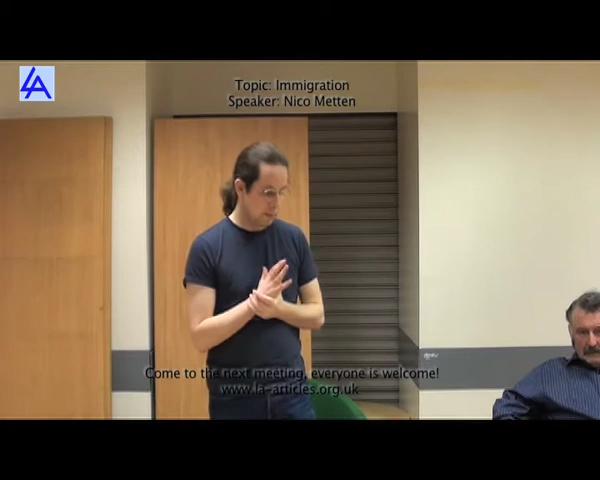 LA
Topic: Immigration
Speaker: Nico Metten
Come to the next meeting, everyone is welcome!
www.la-articles.org.uk